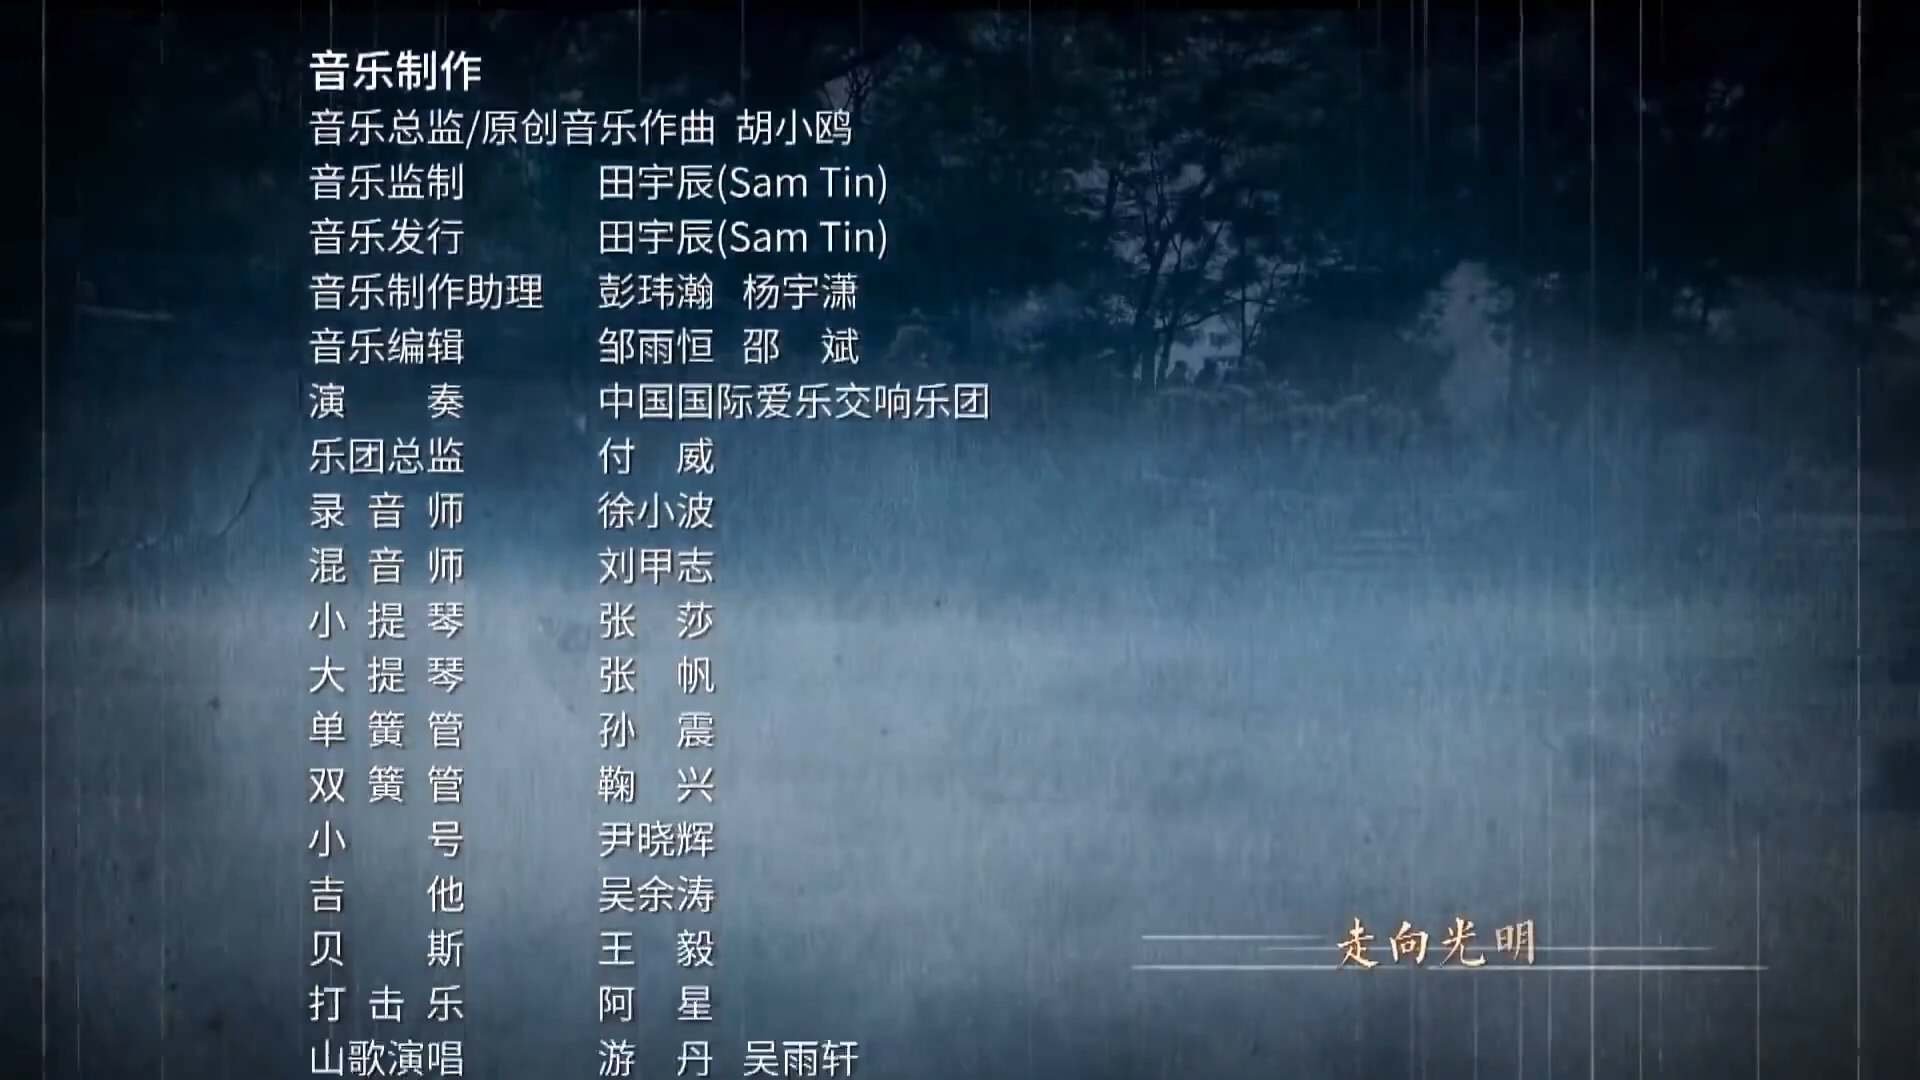 音乐制作
音乐总监/原创音乐作曲 胡小鸥
音乐监制 田宇辰(Sam Tin)
音乐发行 田宇辰(Sam Tin)
音乐制作助理 彭玮瀚 杨宇潇
音乐编辑 邹雨恒 邵 斌
演 奏 中国国际爱乐交响乐团
乐团总监 付 威
录 音 师 徐小波
混 音 师 刘甲志
小 提 琴 张 莎
大 提 琴 张 帆
单 簧 管 孙 震
双 簧 管 鞠 兴
小 号 尹晓辉
吉 他 吴余涛
贝 斯 王 毅
打 击 乐 阿 星
山歌演唱 游 丹 吴雨轩
走向光明